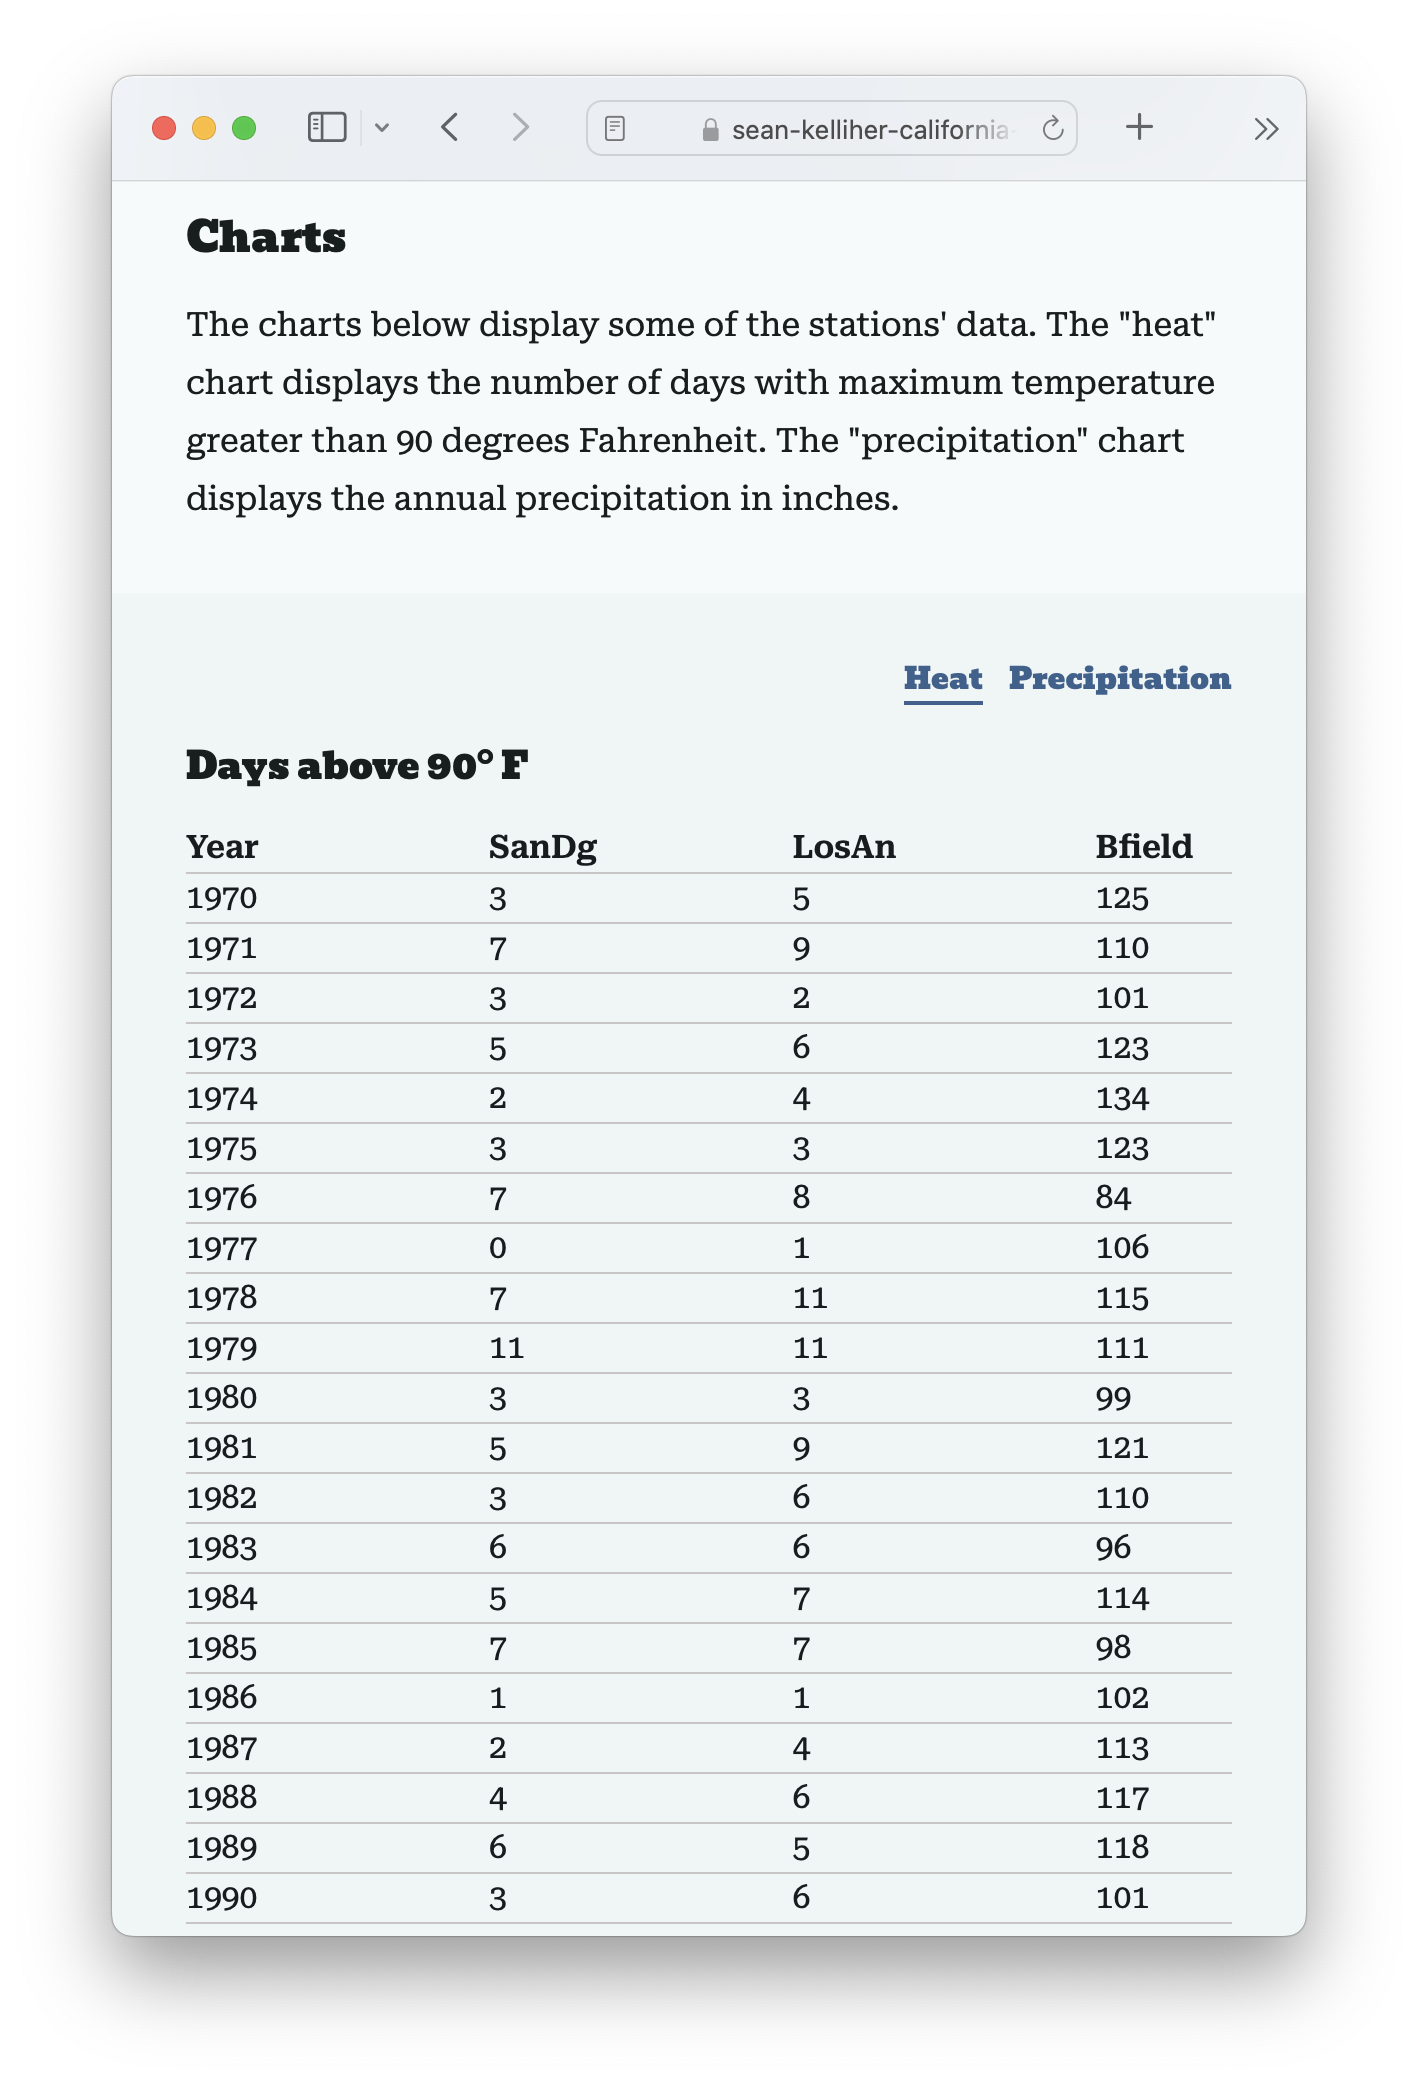 sean-kelliher-california-
Charts
The charts below display some of the stations' data. The "heat"
chart displays the number of days with maximum temperature
greater than 90 degrees Fahrenheit. The "precipitation" chart
displays the annual precipitation in inches.
Heat Precipitation
Days above 90° F
Year SanDg LosAn Bfield
1970 3 5 125
1971 7 9 110
1972 3 2 101
1973 5 6 123
1974 2 4 134
1975 3 3 123
1976 7 8 84
1977 0 1 106
1978 7 11 115
1979 11 11 111
1980 3 3 99
1981 5 9 121
1982 3 6 110
1983 6 6 96
1984 5 7 114
1985 7 7 98
1986 1 1 102
1987 2 4 113
1988 4 6 117
1989 6 5 118
1990 3 6 101